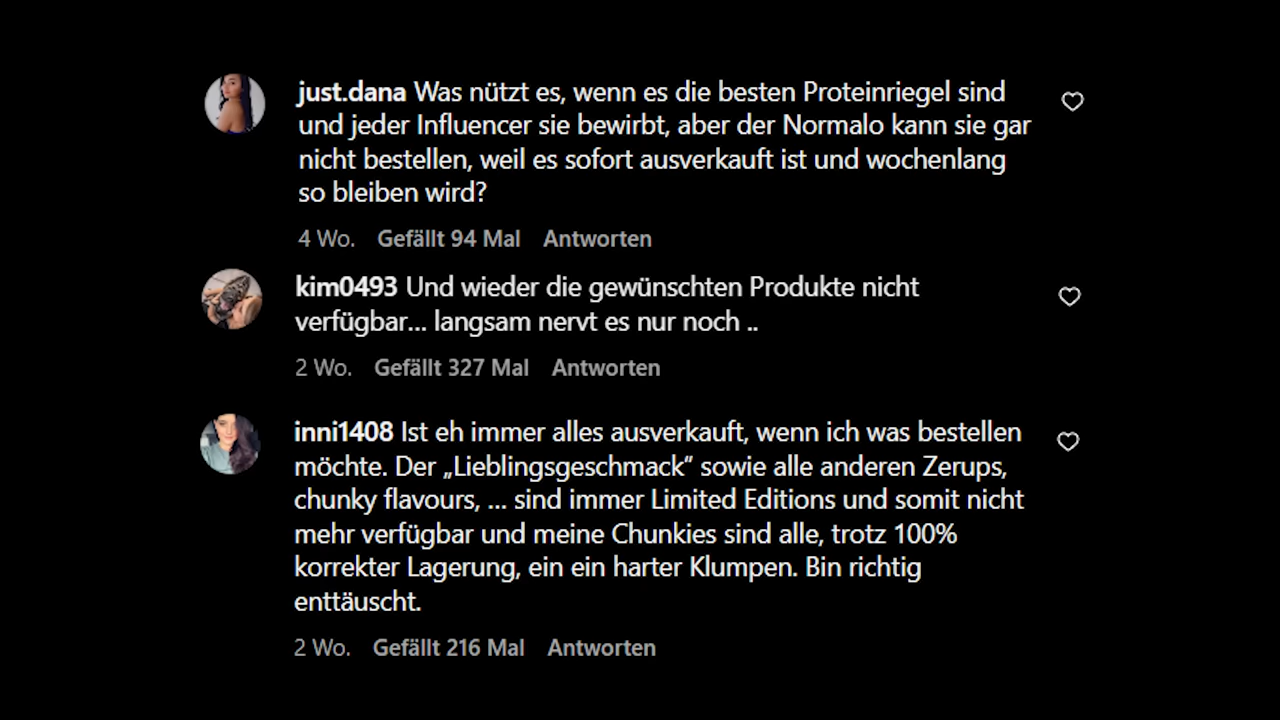 just.dana Was nützt es, wenn es die besten Proteinriegel sind
und jeder Influencer sie bewirbt, aber der Normalo kann sie gar
nicht bestellen, weil es sofort ausverkauft ist und wochenlang
so bleiben wird?
4 Wo. Gefällt 94 Mal Antworten
kim0493 Und wieder die gewünschten Produkte nicht
verfügbar... langsam nervt es nur noch ..
2 Wo. Gefällt 327 Mal Antworten
inni1408 Ist eh immer alles ausverkauft, wenn ich was bestellen
möchte. Der „Lieblingsgeschmack“ sowie alle anderen Zerups,
chunky flavours, ... sind immer Limited Editions und somit nicht
mehr verfügbar und meine Chunkies sind alle, trotz 100%
korrekter Lagerung, ein ein harter Klumpen. Bin richtig
enttäuscht.
2 Wo. Gefällt 216 Mal Antworten